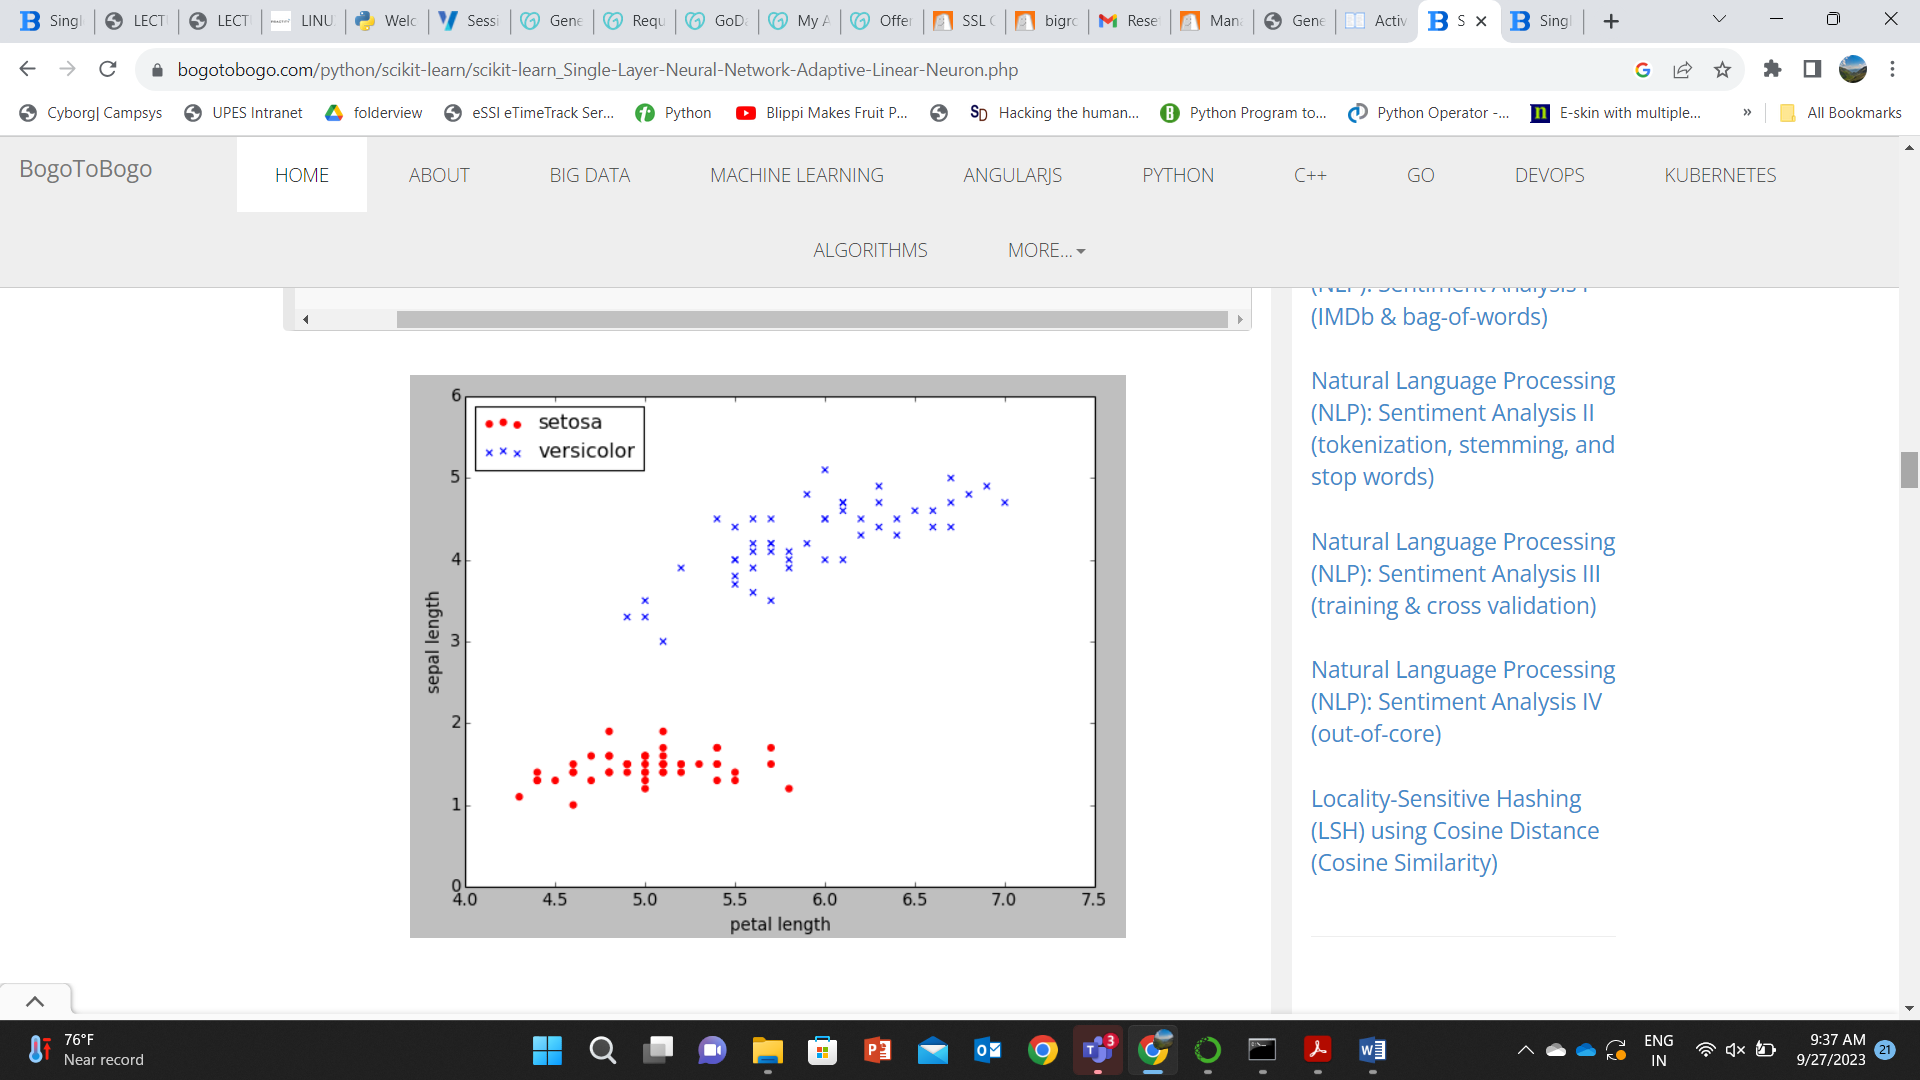 Singl
LECT
LECT
LINU
Welc
Sessi
Gene
Requ
GoDa
My A
Offer
SSL C
bigro
Rese
Mana
Gene
Activ
S
Singl
bogotobogo.com/python/scikit-learn/scikit-learn_Single-Layer-Neural-Network-Adaptive-Linear-Neuron.php
Cyborg| Campsys
UPES Intranet
folderview
eSSl eTimeTrack Ser...
Python
Blippi Makes Fruit P...
Hacking the human...
Python Program to...
Python Operator -...
E-skin with multiple...
»
All Bookmarks
BogoToBogo
HOME
ABOUT
BIG DATA
MACHINE LEARNING
ANGULARJS
PYTHON
C++
GO
DEVOPS
KUBERNETES
ALGORITHMS
MORE...
6
5
4
3
2
1
0
sepal length
setosa
versicolor
4.0 4.5 5.0 5.5 6.0 6.5 7.0 7.5
petal length
(NLP): Sentiment Analysis I
(IMDb & bag-of-words)
Natural Language Processing
(NLP): Sentiment Analysis II
(tokenization, stemming, and
stop words)
Natural Language Processing
(NLP): Sentiment Analysis III
(training & cross validation)
Natural Language Processing
(NLP): Sentiment Analysis IV
(out-of-core)
Locality-Sensitive Hashing
(LSH) using Cosine Distance
(Cosine Similarity)
76°F
Near record
3
ENG
IN
9:37 AM
9/27/2023
21